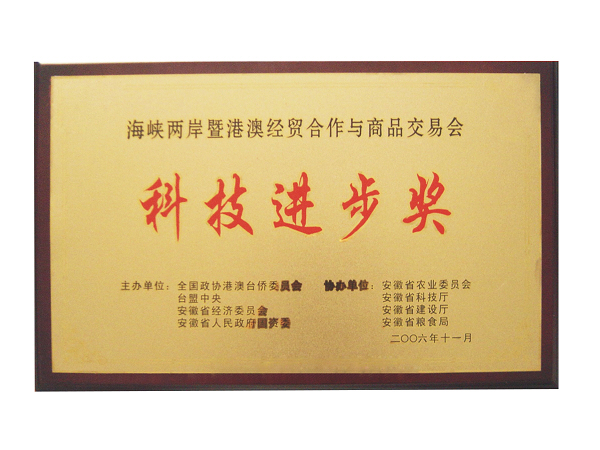 海峡两岸暨港澳经贸合作与商品交易会
科技进步奖
主办单位：全国政协港澳台侨委员会
台盟中央
安徽省经济委员会
安徽省人民政府国资委
协办单位：安徽省农业委员会
安徽省科技厅
安徽省建设厅
安徽省粮食局
二〇〇六年十一月